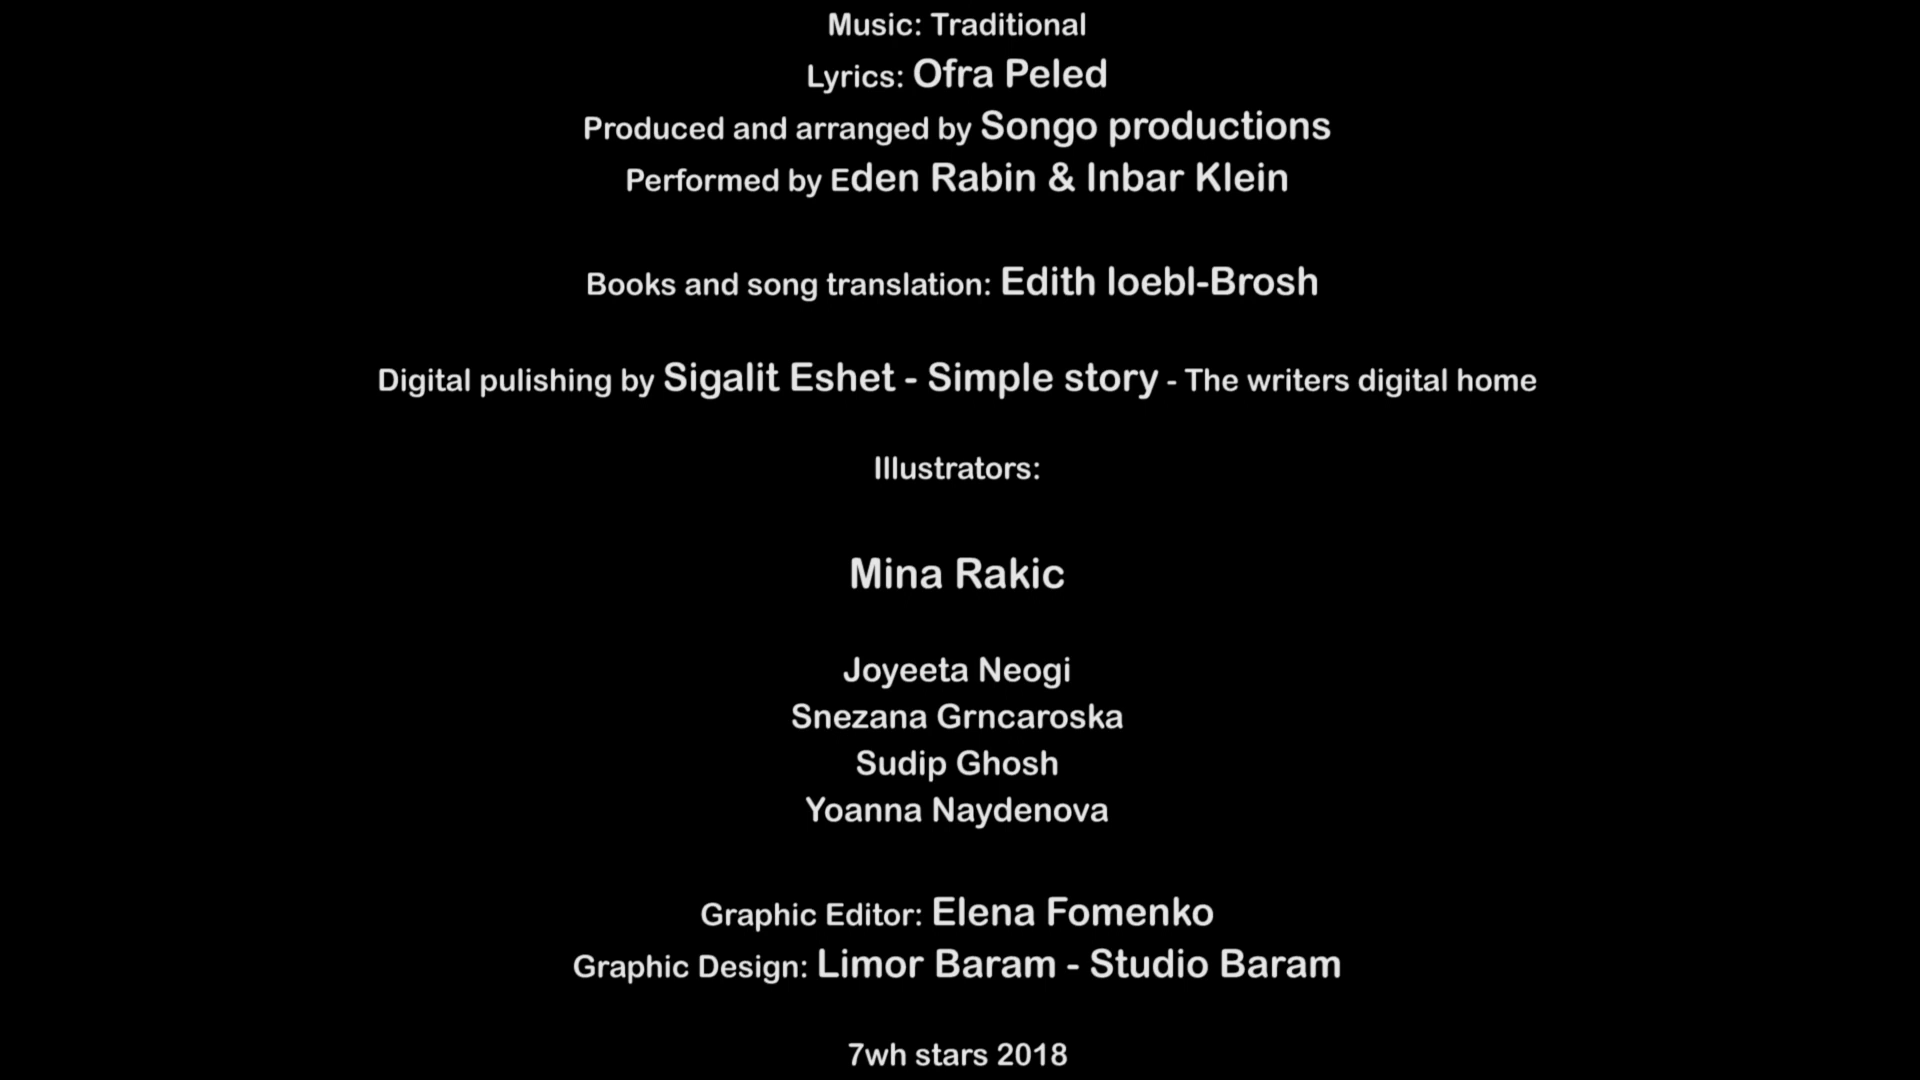 Music: Traditional
Lyrics: Ofra Peled
Produced and arranged by Songo productions
Performed by Eden Rabin & Inbar Klein
Books and song translation: Edith loebl-Brosh
Digital pulishing by Sigalit Eshet - Simple story - The writers digital home
Illustrators:
Mina Rakic
Joyeeta Neogi
Snezana Grncaroska
Sudip Ghosh
Yoanna Naydenova
Graphic Editor: Elena Fomenko
Graphic Design: Limor Baram - Studio Baram
7wh stars 2018